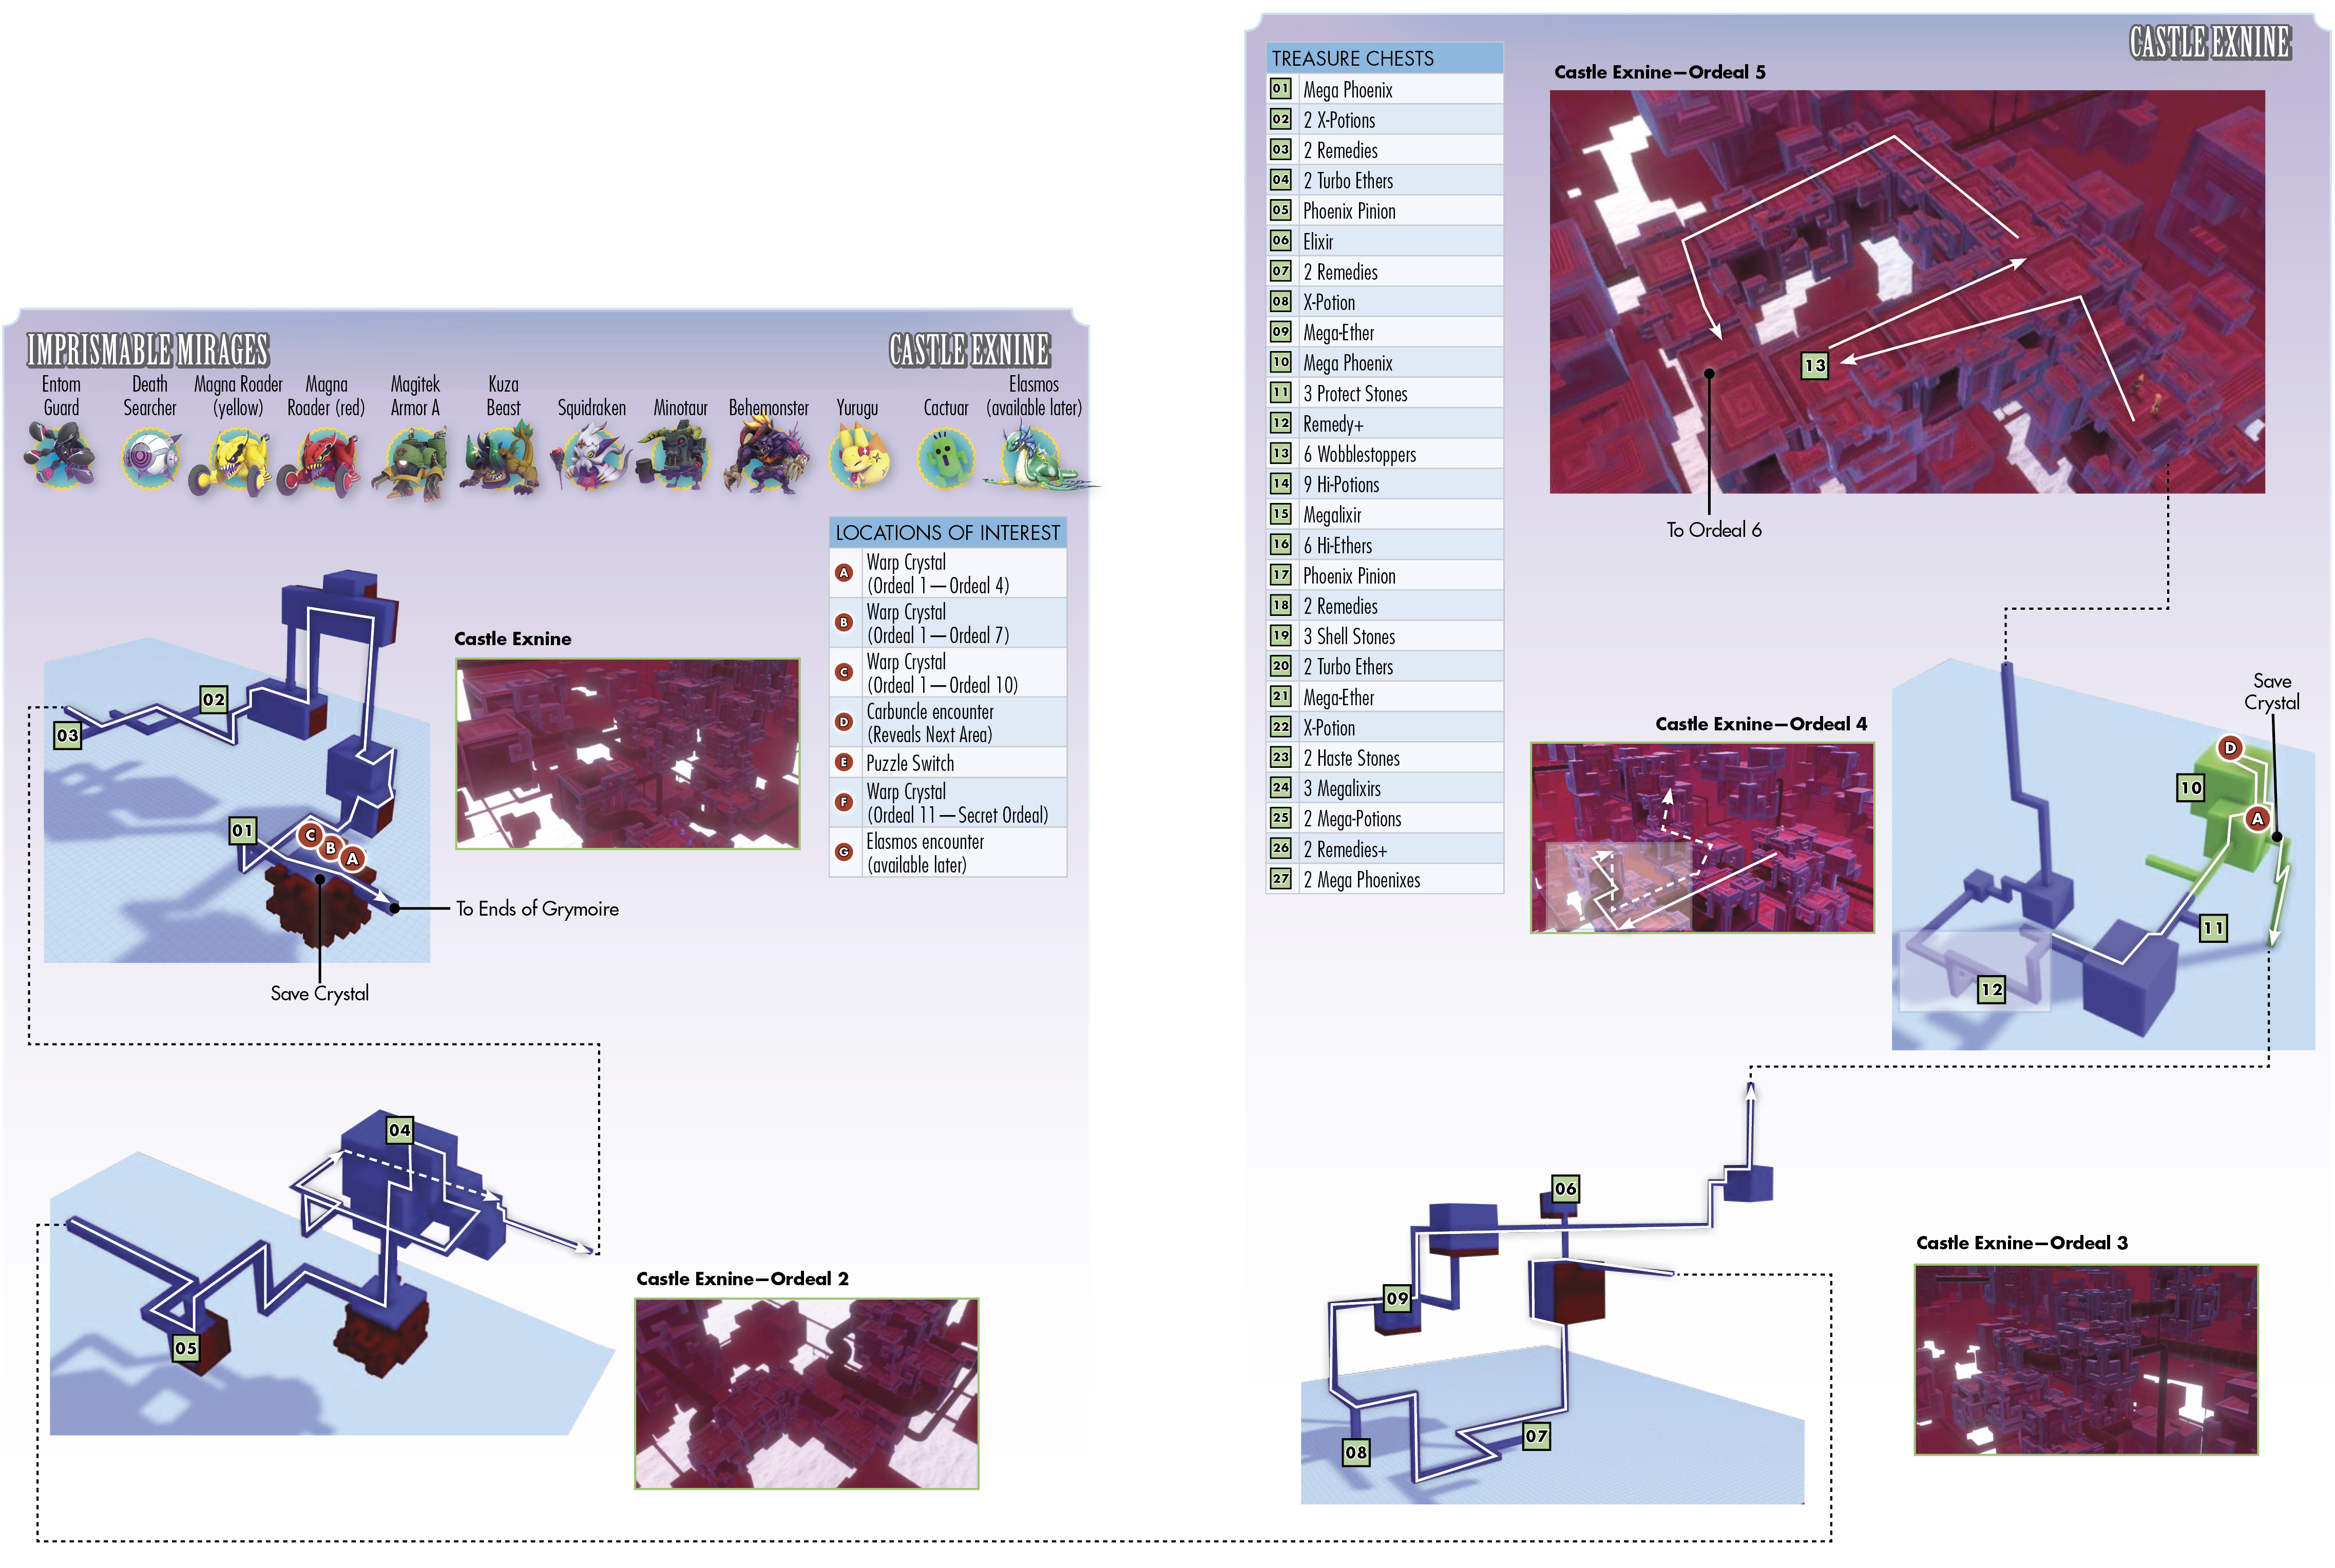 IMPRISMABLE MIRAGES
CASTLE EXNINE
Entom
Guard
Death
Searcher
Magna Roader
(yellow)
Magna
Roader (red)
Magitek
Armor A
Kuza
Beast
Squidraken
Minotaur
Behemonster
Yurugu
Cactuar
Elasmos
(available later)
LOCATIONS OF INTEREST
A Warp Crystal
(Ordeal 1—Ordeal 4)
B Warp Crystal
(Ordeal 1—Ordeal 7)
C Warp Crystal
(Ordeal 1—Ordeal 10)
D Carbuncle encounter
(Reveals Next Area)
E Puzzle Switch
F Warp Crystal
(Ordeal 11—Secret Ordeal)
G Elasmos encounter
(available later)
Castle Exnine
02
03
01
C
B
A
To Ends of Grymoire
Save Crystal
04
05
Castle Exnine—Ordeal 2
CASTLE EXNINE
TREASURE CHESTS
01 Mega Phoenix
02 2 X-Potions
03 2 Remedies
04 2 Turbo Ethers
05 Phoenix Pinion
06 Elixir
07 2 Remedies
08 X-Potion
09 Mega-Ether
10 Mega Phoenix
11 3 Protect Stones
12 Remedy+
13 6 Wobblestoppers
14 9 Hi-Potions
15 Megalixir
16 6 Hi-Ethers
17 Phoenix Pinion
18 2 Remedies
19 3 Shell Stones
20 2 Turbo Ethers
21 Mega-Ether
22 X-Potion
23 2 Haste Stones
24 3 Megalixirs
25 2 Mega-Potions
26 2 Remedies+
27 2 Mega Phoenixes
Castle Exnine—Ordeal 5
13
To Ordeal 6
Castle Exnine—Ordeal 4
Save
Crystal
D
10
A
11
12
06
09
08
07
Castle Exnine—Ordeal 3